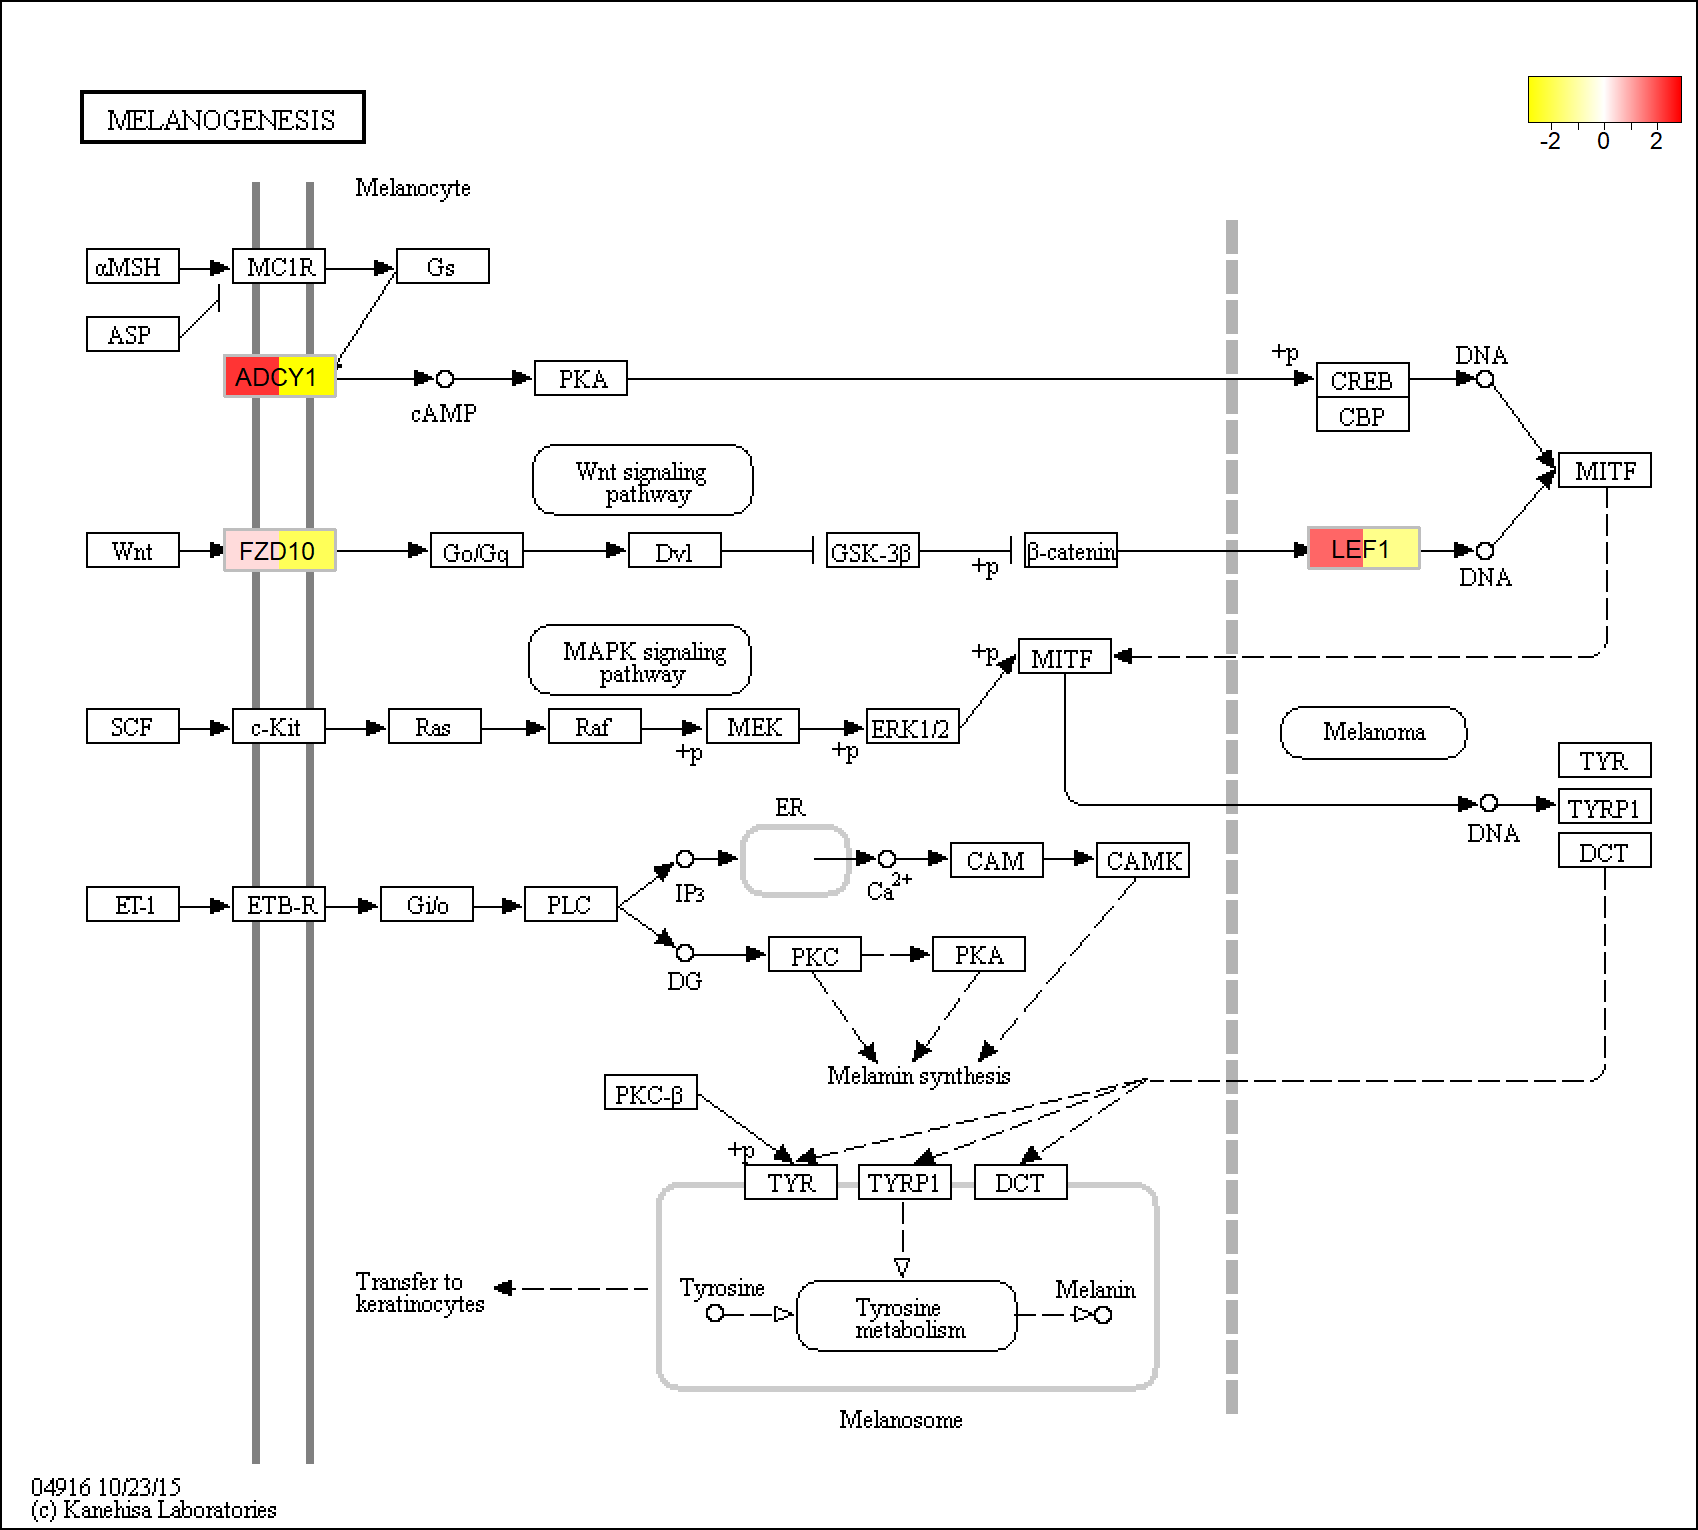 MELANOGENESIS
-2 0 2
Melanocyte
αMSH
MC1R
Gs
ASP
ADCY1
cAMP
PKA
+p
CREB
CBP
DNA
MITF
Wnt signaling
pathway
Wnt
FZD10
Go/Gq
Dvl
GSK-3β
+p
β-catenin
LEF1
DNA
MAPK signaling
pathway
+p
MITF
SCF
c-Kit
Ras
Raf
+p
MEK
+p
ERK1/2
Melanoma
TYR
TYRP1
DCT
DNA
ER
IP3
Ca2+
CAM
CAMK
ET-1
ETB-R
Gi/o
PLC
DG
PKC
PKA
Melamin synthesis
PKC-β
+p
TYR
TYRP1
DCT
Transfer to
keratinocytes
Tyrosine
Tyrosine
metabolism
Melanin
Melanosome
04916 10/23/15
(c) Kanehisa Laboratories